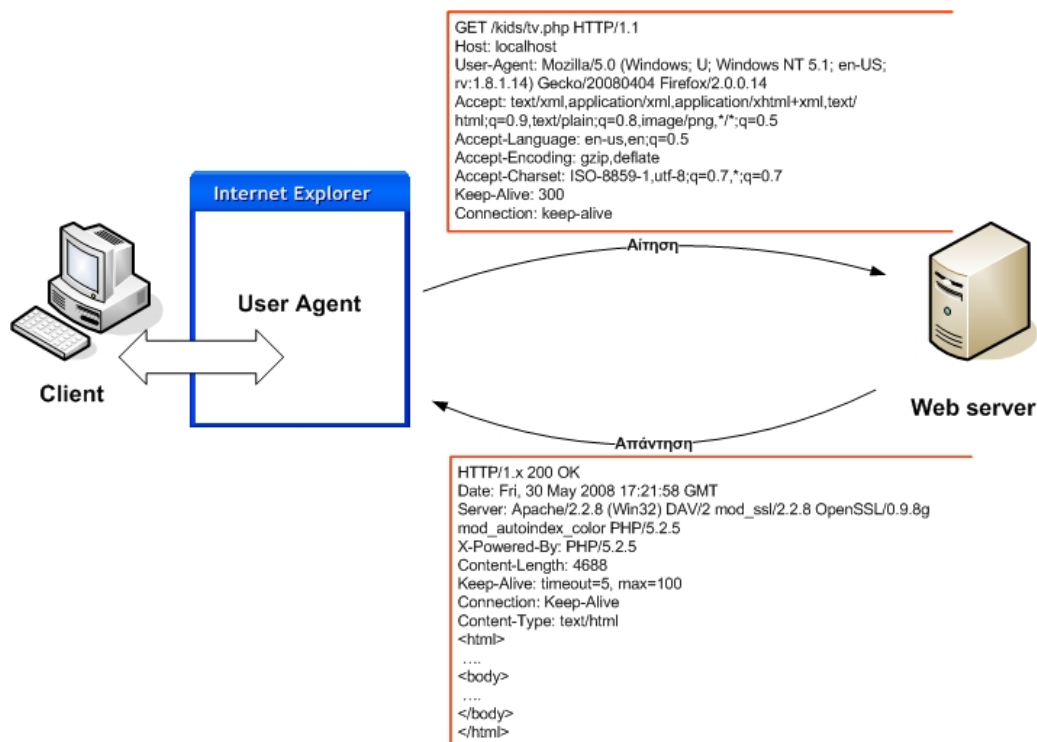 GET /kids/tv.php HTTP/1.1
Host: localhost
User-Agent: Mozilla/5.0 (Windows; U; Windows NT 5.1; en-US;
rv:1.8.1.14) Gecko/20080404 Firefox/2.0.0.14
Accept: text/xml,application/xml,application/xhtml+xml,text/
html;q=0.9,text/plain;q=0.8,image/png,*/*;q=0.5
Accept-Language: en-us,en;q=0.5
Accept-Encoding: gzip,deflate
Accept-Charset: ISO-8859-1,utf-8;q=0.7,*;q=0.7
Keep-Alive: 300
Connection: keep-alive
Internet Explorer
Αίτηση
User Agent
Client
Web server
Απάντηση
HTTP/1.x 200 OK
Date: Fri, 30 May 2008 17:21:58 GMT
Server: Apache/2.2.8 (Win32) DAV/2 mod_ssl/2.2.8 OpenSSL/0.9.8g
mod_autoindex_color PHP/5.2.5
X-Powered-By: PHP/5.2.5
Content-Length: 4688
Keep-Alive: timeout=5, max=100
Connection: Keep-Alive
Content-Type: text/html
<html>
....
<body>
....
</body>
</html>